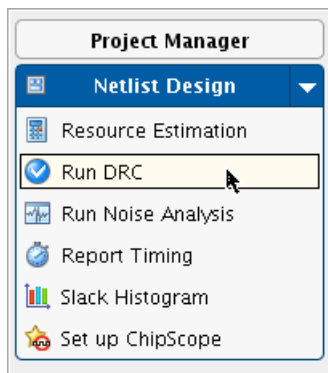 Project Manager
Netlist Design
Resource Estimation
Run DRC
Run Noise Analysis
Report Timing
Slack Histogram
Set up ChipScope